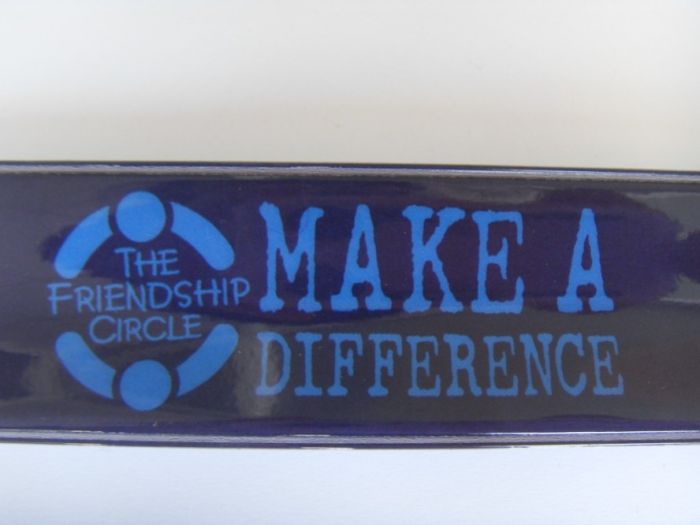 THE
FRIENDSHIP
CIRCLE
MAKE A
DIFFERENCE